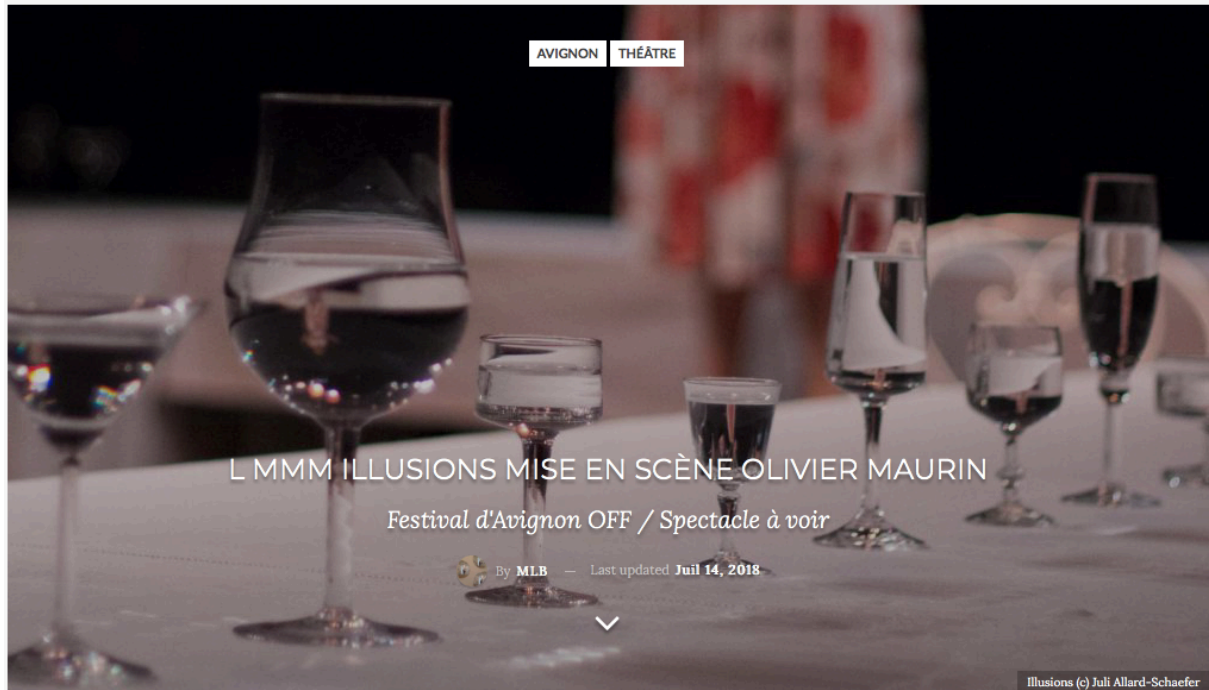 AVIGNON THÉÂTRE
L MMM ILLUSIONS MISE EN SCÈNE OLIVIER MAURIN
Festival d'Avignon OFF / Spectacle à voir
By MLB — Last updated Juil 14, 2018
Illusions (c) Juli Allard-Schaefer